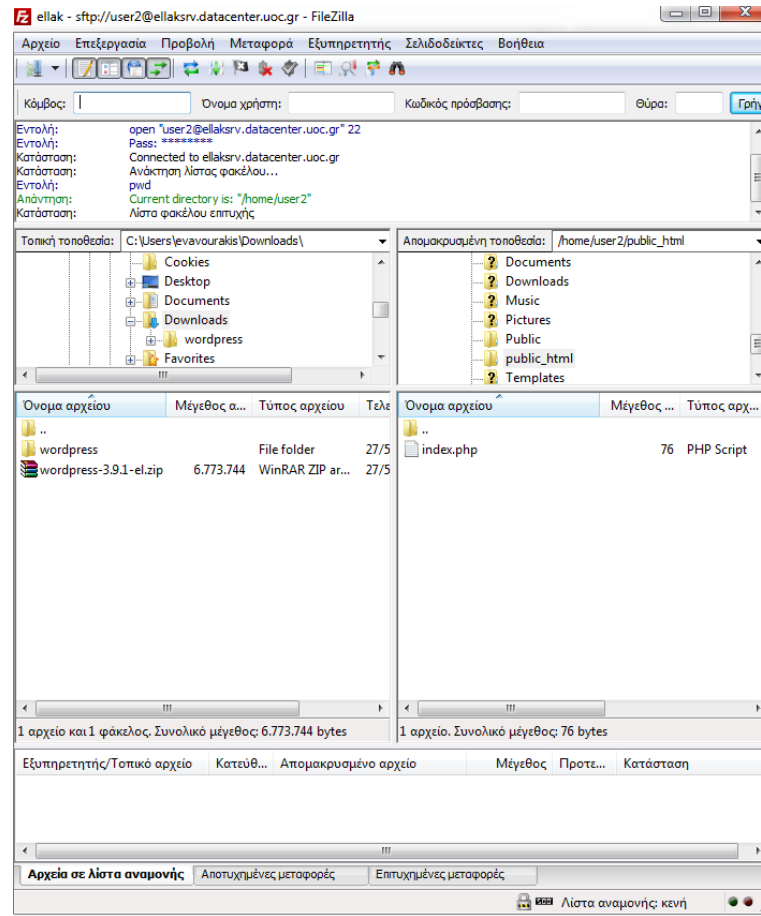 ellak - sftp://user2@ellaksrv.datacenter.uoc.gr - FileZilla
Αρχείο Επεξεργασία Προβολή Μεταφορά Εξυπηρετητής Σελιδοδείκτες Βοήθεια
Κόμβος: Όνομα χρήστη: Κωδικός πρόσβασης: Θύρα: Γρήγ
Εντολή: open "user2@ellaksrv.datacenter.uoc.gr" 22
Εντολή: Pass: ********
Κατάσταση: Connected to ellaksrv.datacenter.uoc.gr
Κατάσταση: Ανάκτηση λίστας φακέλου...
Εντολή: pwd
Απάντηση: Current directory is: "/home/user2"
Κατάσταση: Λίστα φακέλου επιτυχής
Τοπική τοποθεσία: C:\Users\evavourakis\Downloads\
Cookies
Desktop
Documents
Downloads
wordpress
Favorites
Απομακρυσμένη τοποθεσία: /home/user2/public_html
Documents
Downloads
Music
Pictures
Public
public_html
Templates
Όνομα αρχείου Μέγεθος α... Τύπος αρχείου Τελε
..
wordpress File folder 27/5
wordpress-3.9.1-el.zip 6.773.744 WinRAR ZIP ar... 27/5
1 αρχείο και 1 φάκελος. Συνολικό μέγεθος: 6.773.744 bytes
Όνομα αρχείου Μέγεθος ... Τύπος αρχ...
..
index.php 76 PHP Script
1 αρχείο. Συνολικό μέγεθος: 76 bytes
Εξυπηρετητής/Τοπικό αρχείο Κατεύθ... Απομακρυσμένο αρχείο Μέγεθος Προτε... Κατάσταση
Αρχεία σε λίστα αναμονής Αποτυχημένες μεταφορές Επιτυχημένες μεταφορές
Λίστα αναμονής: κενή